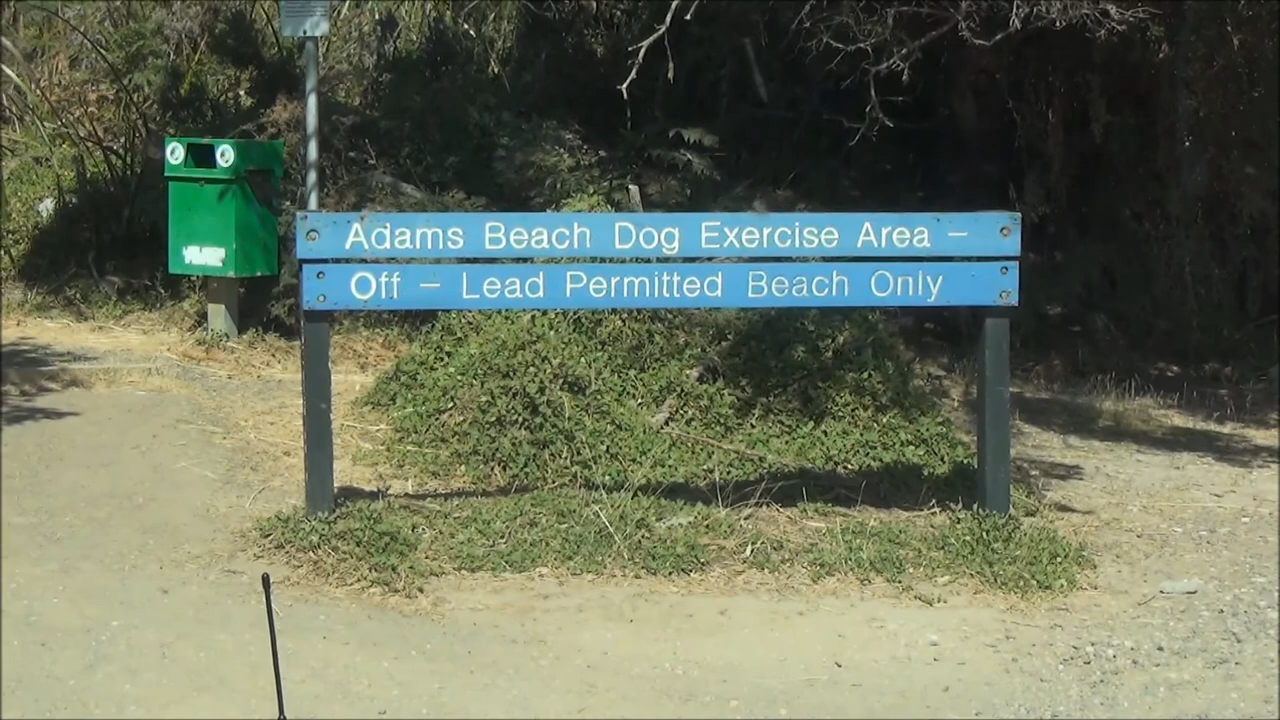 Adams Beach Dog Exercise Area –
Off – Lead Permitted Beach Only